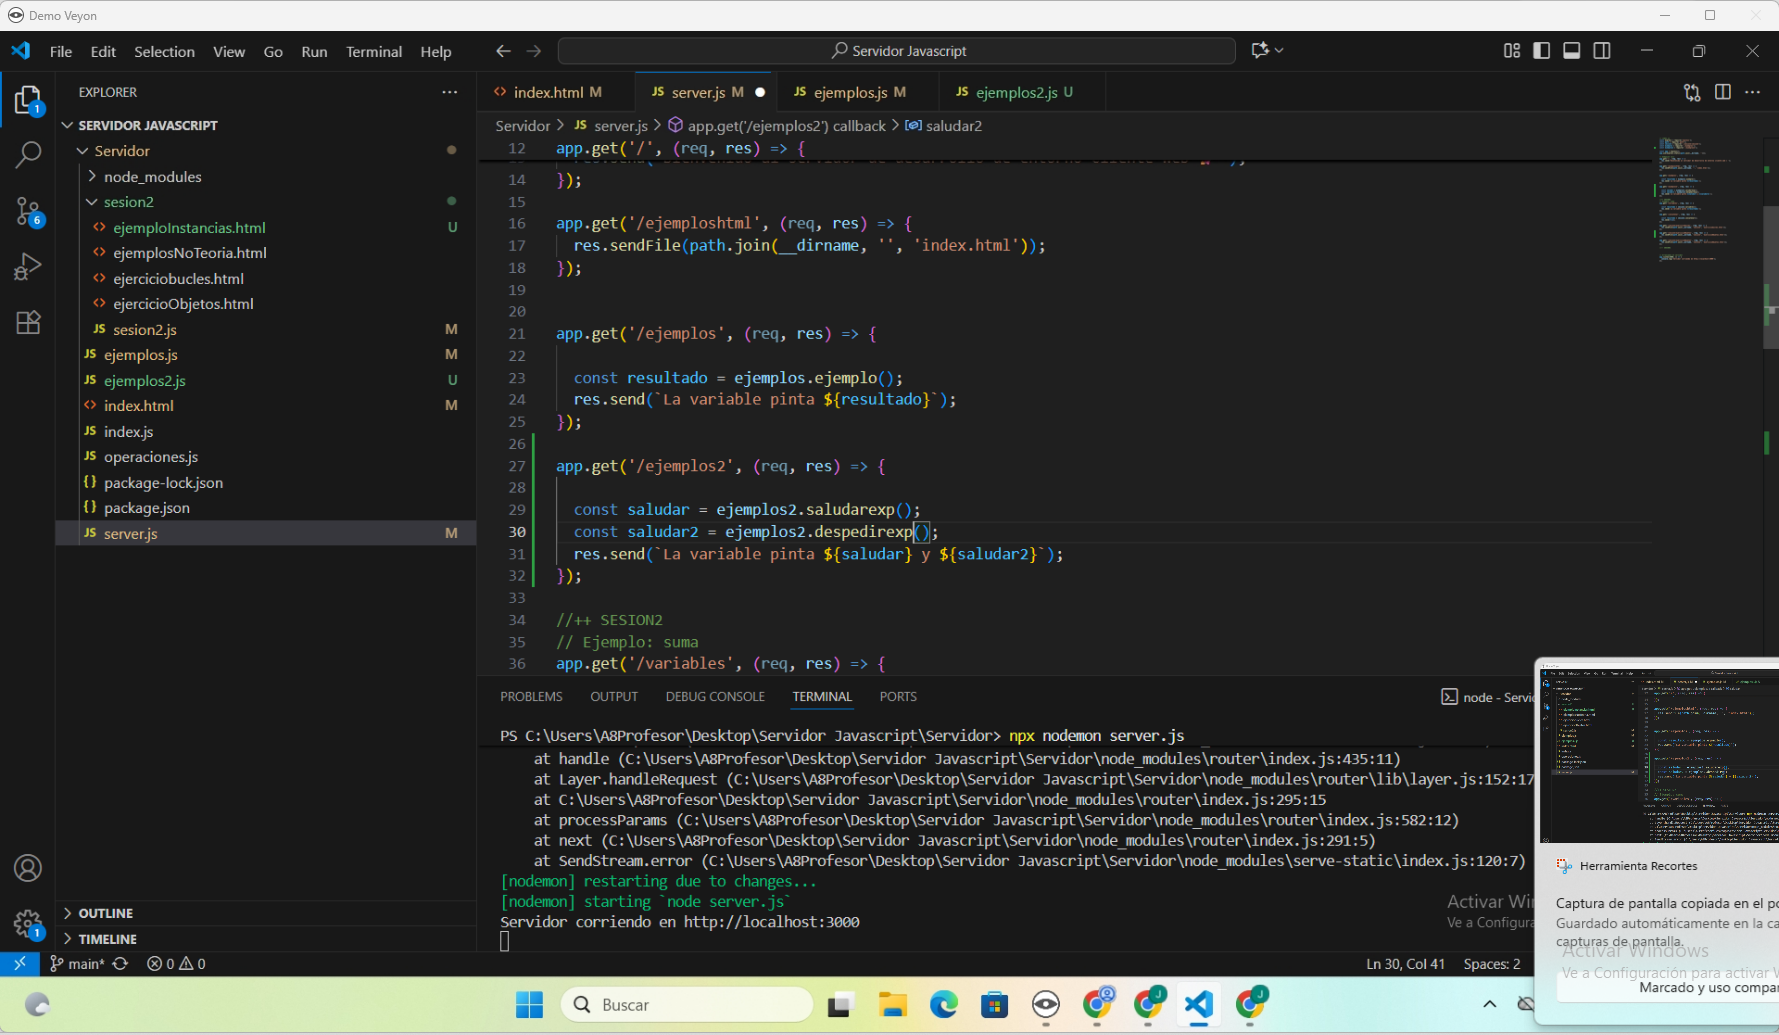 Demo Veyon
File Edit Selection View Go Run Terminal Help
Servidor Javascript
EXPLORER
SERVIDOR JAVASCRIPT
Servidor
node_modules
sesion2
ejemploInstancias.html U
ejemplosNoTeoria.html
ejerciciobucles.html
ejercicioObjetos.html
JS sesion2.js M
JS ejemplos.js M
JS ejemplos2.js U
index.html M
JS index.js
JS operaciones.js
{} package-lock.json
{} package.json
JS server.js M
OUTLINE
TIMELINE
index.html M
JS server.js M
JS ejemplos.js M
JS ejemplos2.js U
Servidor > JS server.js > app.get('/ejemplos2') callback > saludar2
12 app.get('/', (req, res) => {
14 });
15
16 app.get('/ejemploshtml', (req, res) => {
17 res.sendFile(path.join(__dirname, '', 'index.html'));
18 });
19
20
21 app.get('/ejemplos', (req, res) => {
22
23 const resultado = ejemplos.ejemplo();
24 res.send(`La variable pinta ${resultado}`);
25 });
26
27 app.get('/ejemplos2', (req, res) => {
28
29 const saludar = ejemplos2.saludarexp();
30 const saludar2 = ejemplos2.despedirexp();
31 res.send(`La variable pinta ${saludar} y ${saludar2}`);
32 });
33
34 //++ SESION2
35 // Ejemplo: suma
36 app.get('/variables', (req, res) => {
PROBLEMS OUTPUT DEBUG CONSOLE TERMINAL PORTS
node - Servi
PS C:\Users\A8Profesor\Desktop\Servidor Javascript\Servidor> npx nodemon server.js
at handle (C:\Users\A8Profesor\Desktop\Servidor Javascript\Servidor\node_modules\router\index.js:435:11)
at Layer.handleRequest (C:\Users\A8Profesor\Desktop\Servidor Javascript\Servidor\node_modules\router\lib\layer.js:152:17
at C:\Users\A8Profesor\Desktop\Servidor Javascript\Servidor\node_modules\router\index.js:295:15
at processParams (C:\Users\A8Profesor\Desktop\Servidor Javascript\Servidor\node_modules\router\index.js:582:12)
at next (C:\Users\A8Profesor\Desktop\Servidor Javascript\Servidor\node_modules\router\index.js:291:5)
at SendStream.error (C:\Users\A8Profesor\Desktop\Servidor Javascript\Servidor\node_modules\serve-static\index.js:120:7)
[nodemon] restarting due to changes...
[nodemon] starting `node server.js`
Servidor corriendo en http://localhost:3000
Activar Wi
Ve a Configura
Herramienta Recortes
Captura de pantalla copiada en el po
Guardado automáticamente en la ca
capturas de pantalla.
Activar Windows
Ve a Configuración para activar W
Marcado y uso compar
main* 0 0
Ln 30, Col 41 Spaces: 2
Buscar